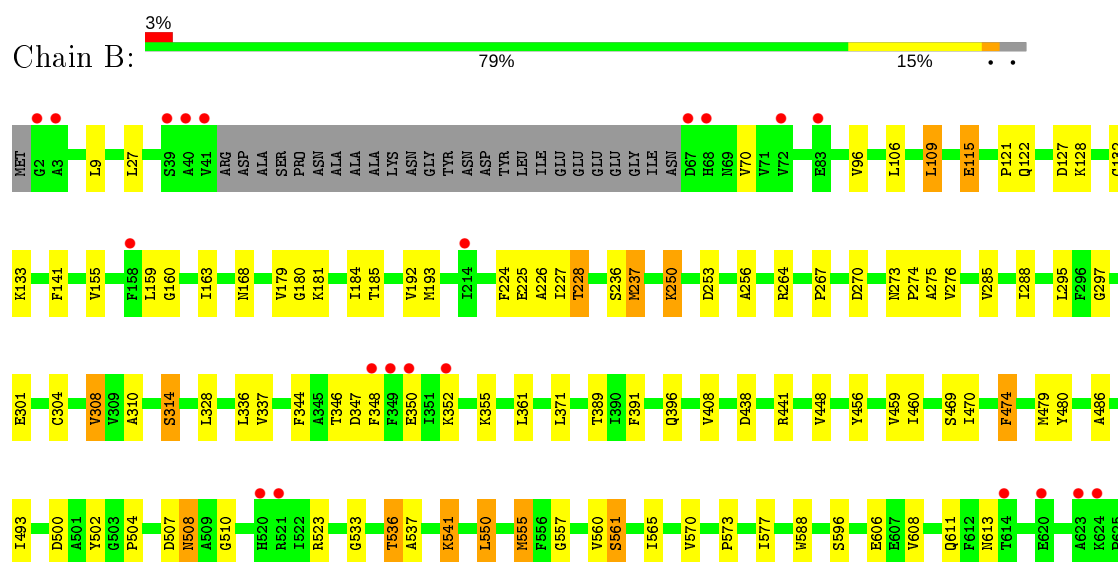 3%
Chain B:
79% 15% • •
MET G2 A3 L9 L27 S39 A40 V41 ARG ASP ALA SER PRO ASN ALA ALA ALA LYS ASN GLY TYR ASN ASP TYR LEU ILE GLU GLU GLU GLU GLY ILE ASN D67 H68 N69 V70 V71 V72 E83 V96 L106 L109 E115 P121 Q122 D127 K128 G132
K133 F141 V155 F158 L159 G160 I163 N168 V179 G180 K181 I184 T185 V192 M193 I214 F224 E225 A226 I227 T228 S236 M237 K250 D253 A256 R264 P267 D270 N273 P274 A275 V276 V285 I288 L295 F296 G297
E301 C304 V308 V309 A310 S314 L328 L336 V337 F344 A345 T346 D347 F348 F349 E350 I351 K352 K355 L361 L371 T389 I390 F391 Q396 V408 D438 R441 V448 Y456 V459 I460 S469 I470 F474 M479 Y480 A486
I493 D500 A501 Y502 G503 P504 D507 N508 A509 G510 H520 R521 I522 R523 G533 T536 A537 K541 L550 M555 F556 G557 V560 S561 I565 V570 P573 I577 W588 S596 E606 E607 V608 Q611 F612 N613 T614 E620 A623 K624 P625